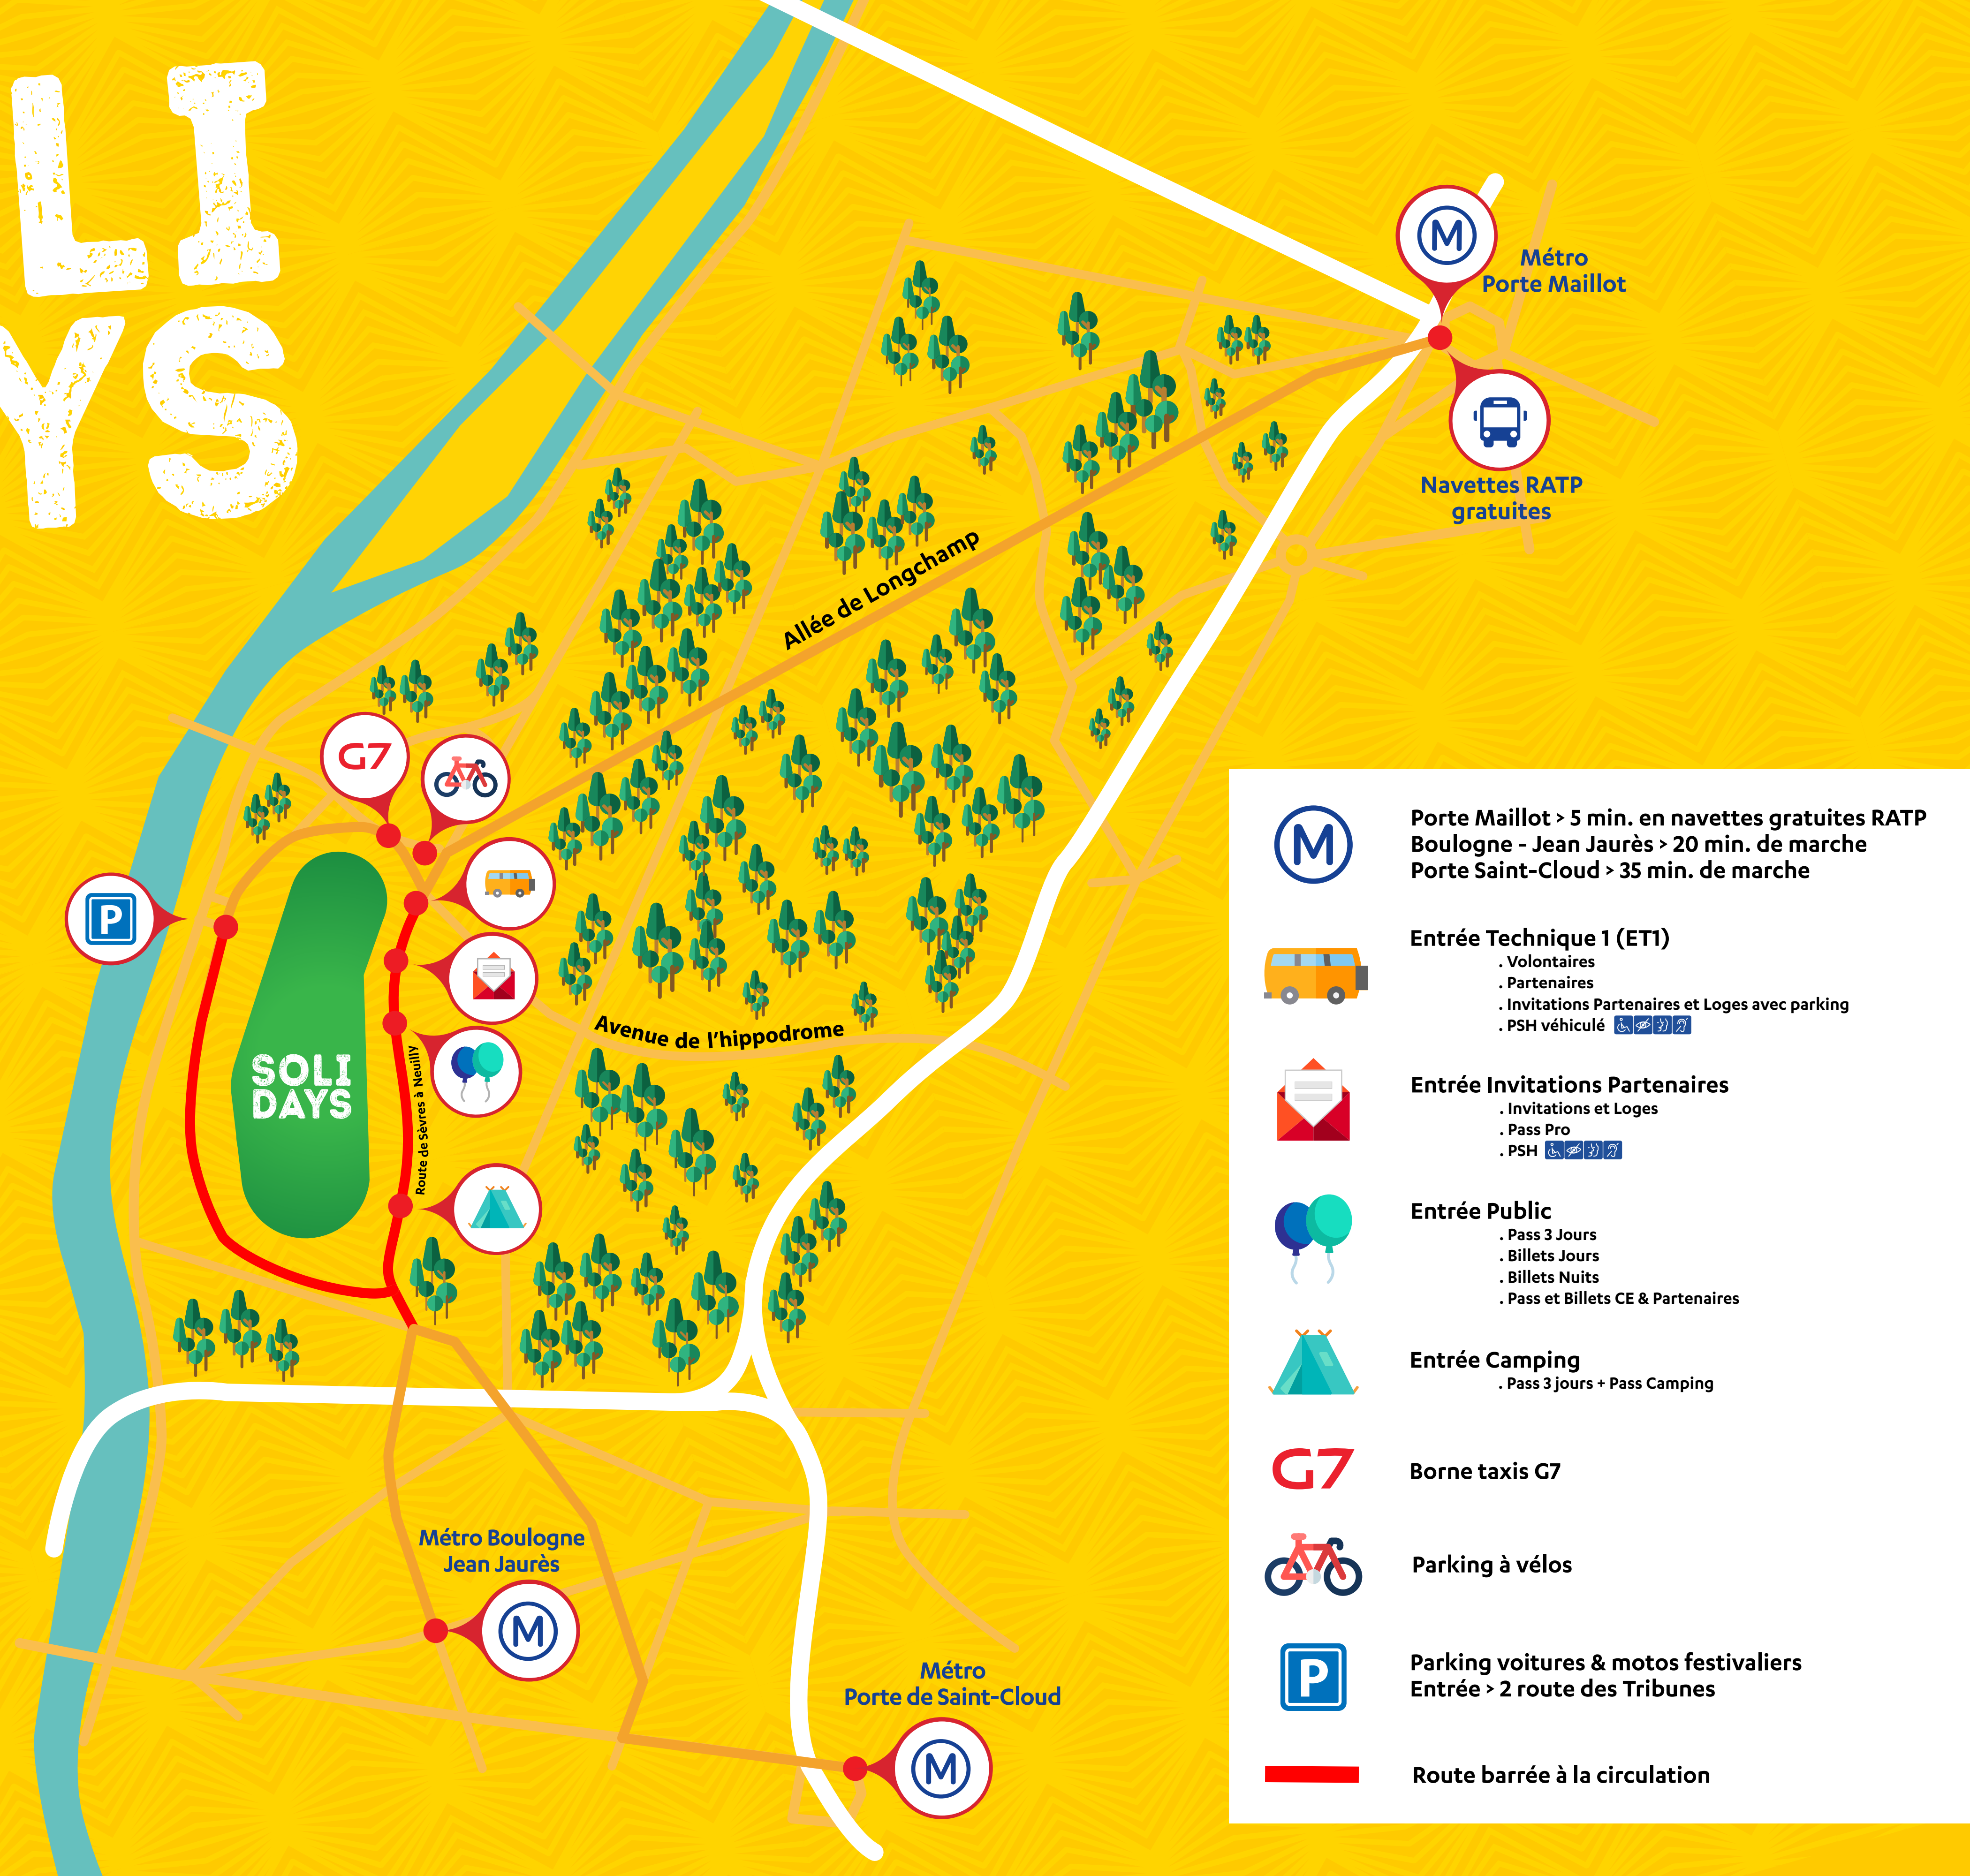 LI
YS
M
Métro
Porte Maillot
Navettes RATP
gratuites
Allée de Longchamp
G7
P
Avenue de l'hippodrome
SOLI
DAYS
Route de Sèvres à Neuilly
Métro Boulogne
Jean Jaurès
M
Métro
Porte de Saint-Cloud
M
M
Porte Maillot > 5 min. en navettes gratuites RATP
Boulogne - Jean Jaurès > 20 min. de marche
Porte Saint-Cloud > 35 min. de marche
Entrée Technique 1 (ET1)
. Volontaires
. Partenaires
. Invitations Partenaires et Loges avec parking
. PSH véhiculé
Entrée Invitations Partenaires
. Invitations et Loges
. Pass Pro
. PSH
Entrée Public
. Pass 3 Jours
. Billets Jours
. Billets Nuits
. Pass et Billets CE & Partenaires
Entrée Camping
. Pass 3 jours + Pass Camping
G7
Borne taxis G7
Parking à vélos
P
Parking voitures & motos festivaliers
Entrée > 2 route des Tribunes
Route barrée à la circulation